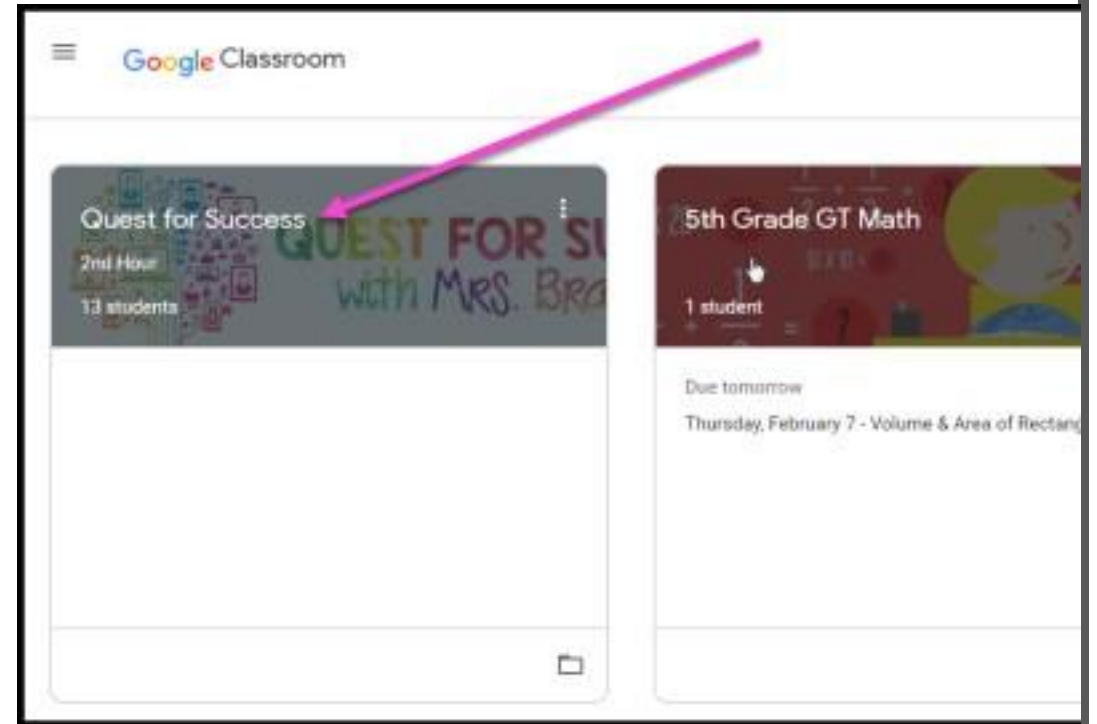 Google Classroom
Quest for Success
2nd Hour
13 students
QUEST FOR SU
with MRS. BRA
5th Grade GT Math
1 student
Due tomorrow
Thursday, February 7 - Volume & Area of Rectang